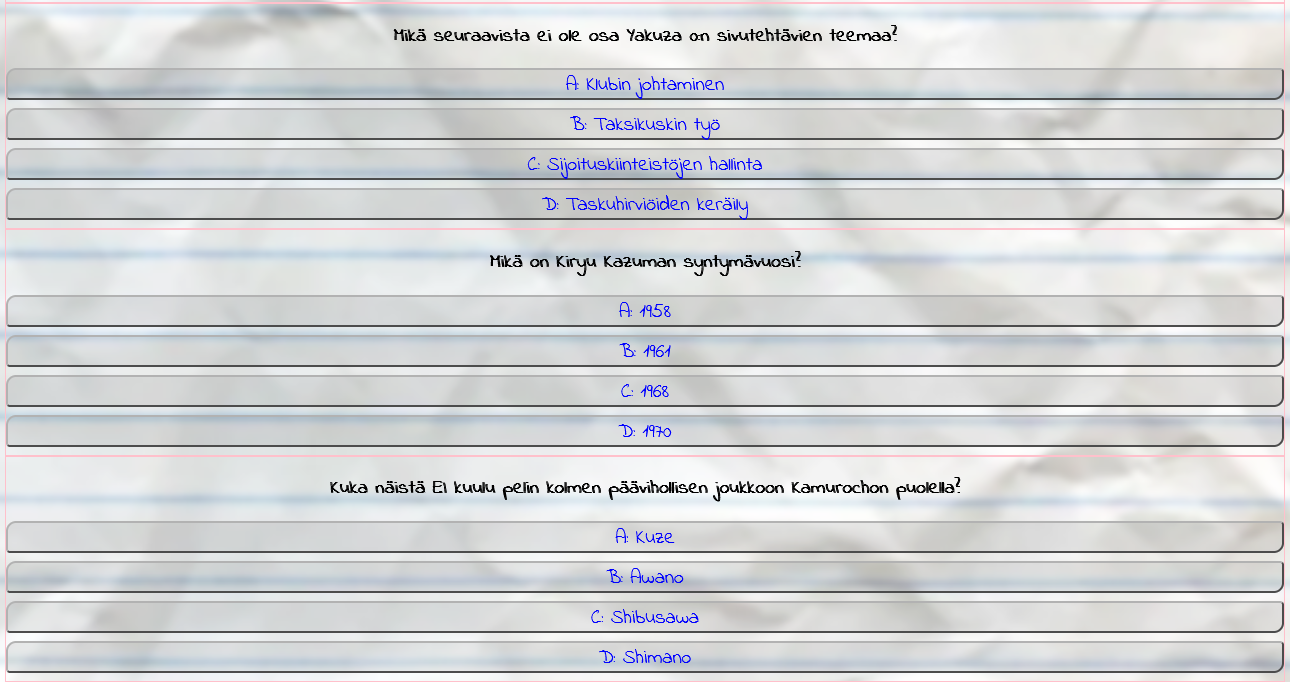 Mikä seuraavista ei ole osa Yakuza o:n sivutehtävien teemaa?
A: Klubin johtaminen
B: Taksikuskin työ
C: Sijoituskiinteistöjen hallinta
D: Taskuhirviöiden keräily
Mikä on Kiryu Kazuman syntymävuosi?
A: 1958
B: 1961
C: 1968
D: 1970
Kuka näistä EI kuulu pelin kolmen päävihollisen joukkoon Kamurochon puolella?
A: Kuze
B: Awano
C: Shibusawa
D: Shimano